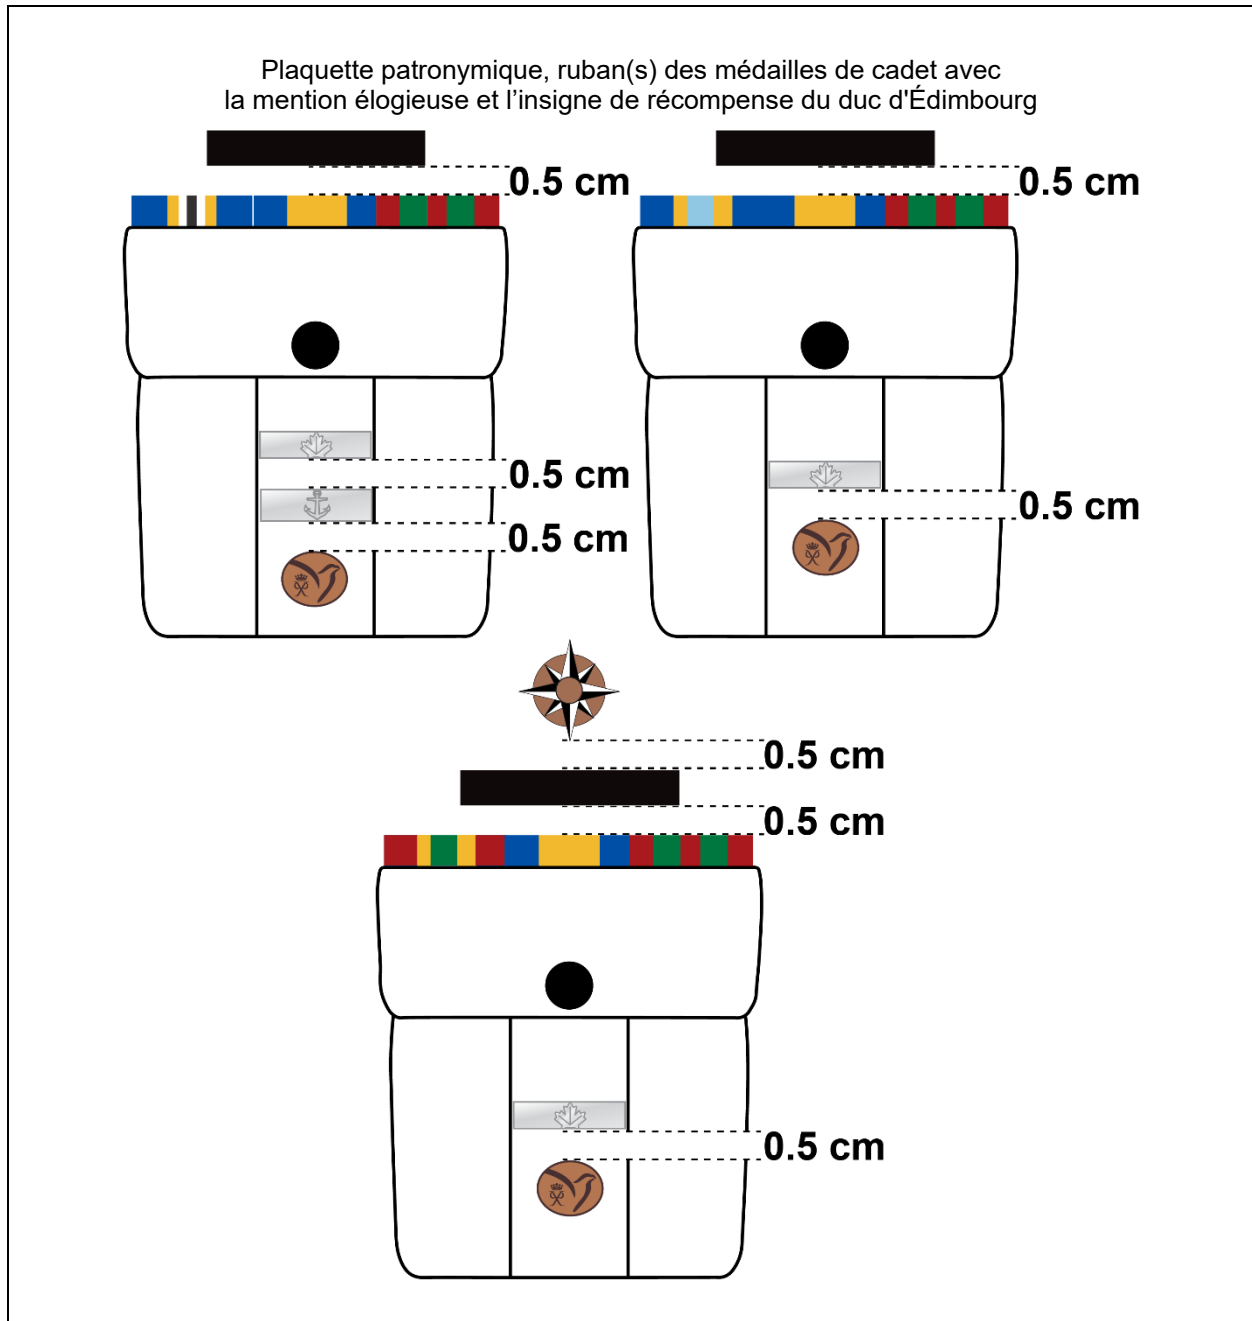 Plaquette patronymique, ruban(s) des médailles de cadet avec
la mention élogieuse et l’insigne de récompense du duc d'Édimbourg
0.5 cm
0.5 cm
0.5 cm
0.5 cm
0.5 cm
0.5 cm
0.5 cm
0.5 cm